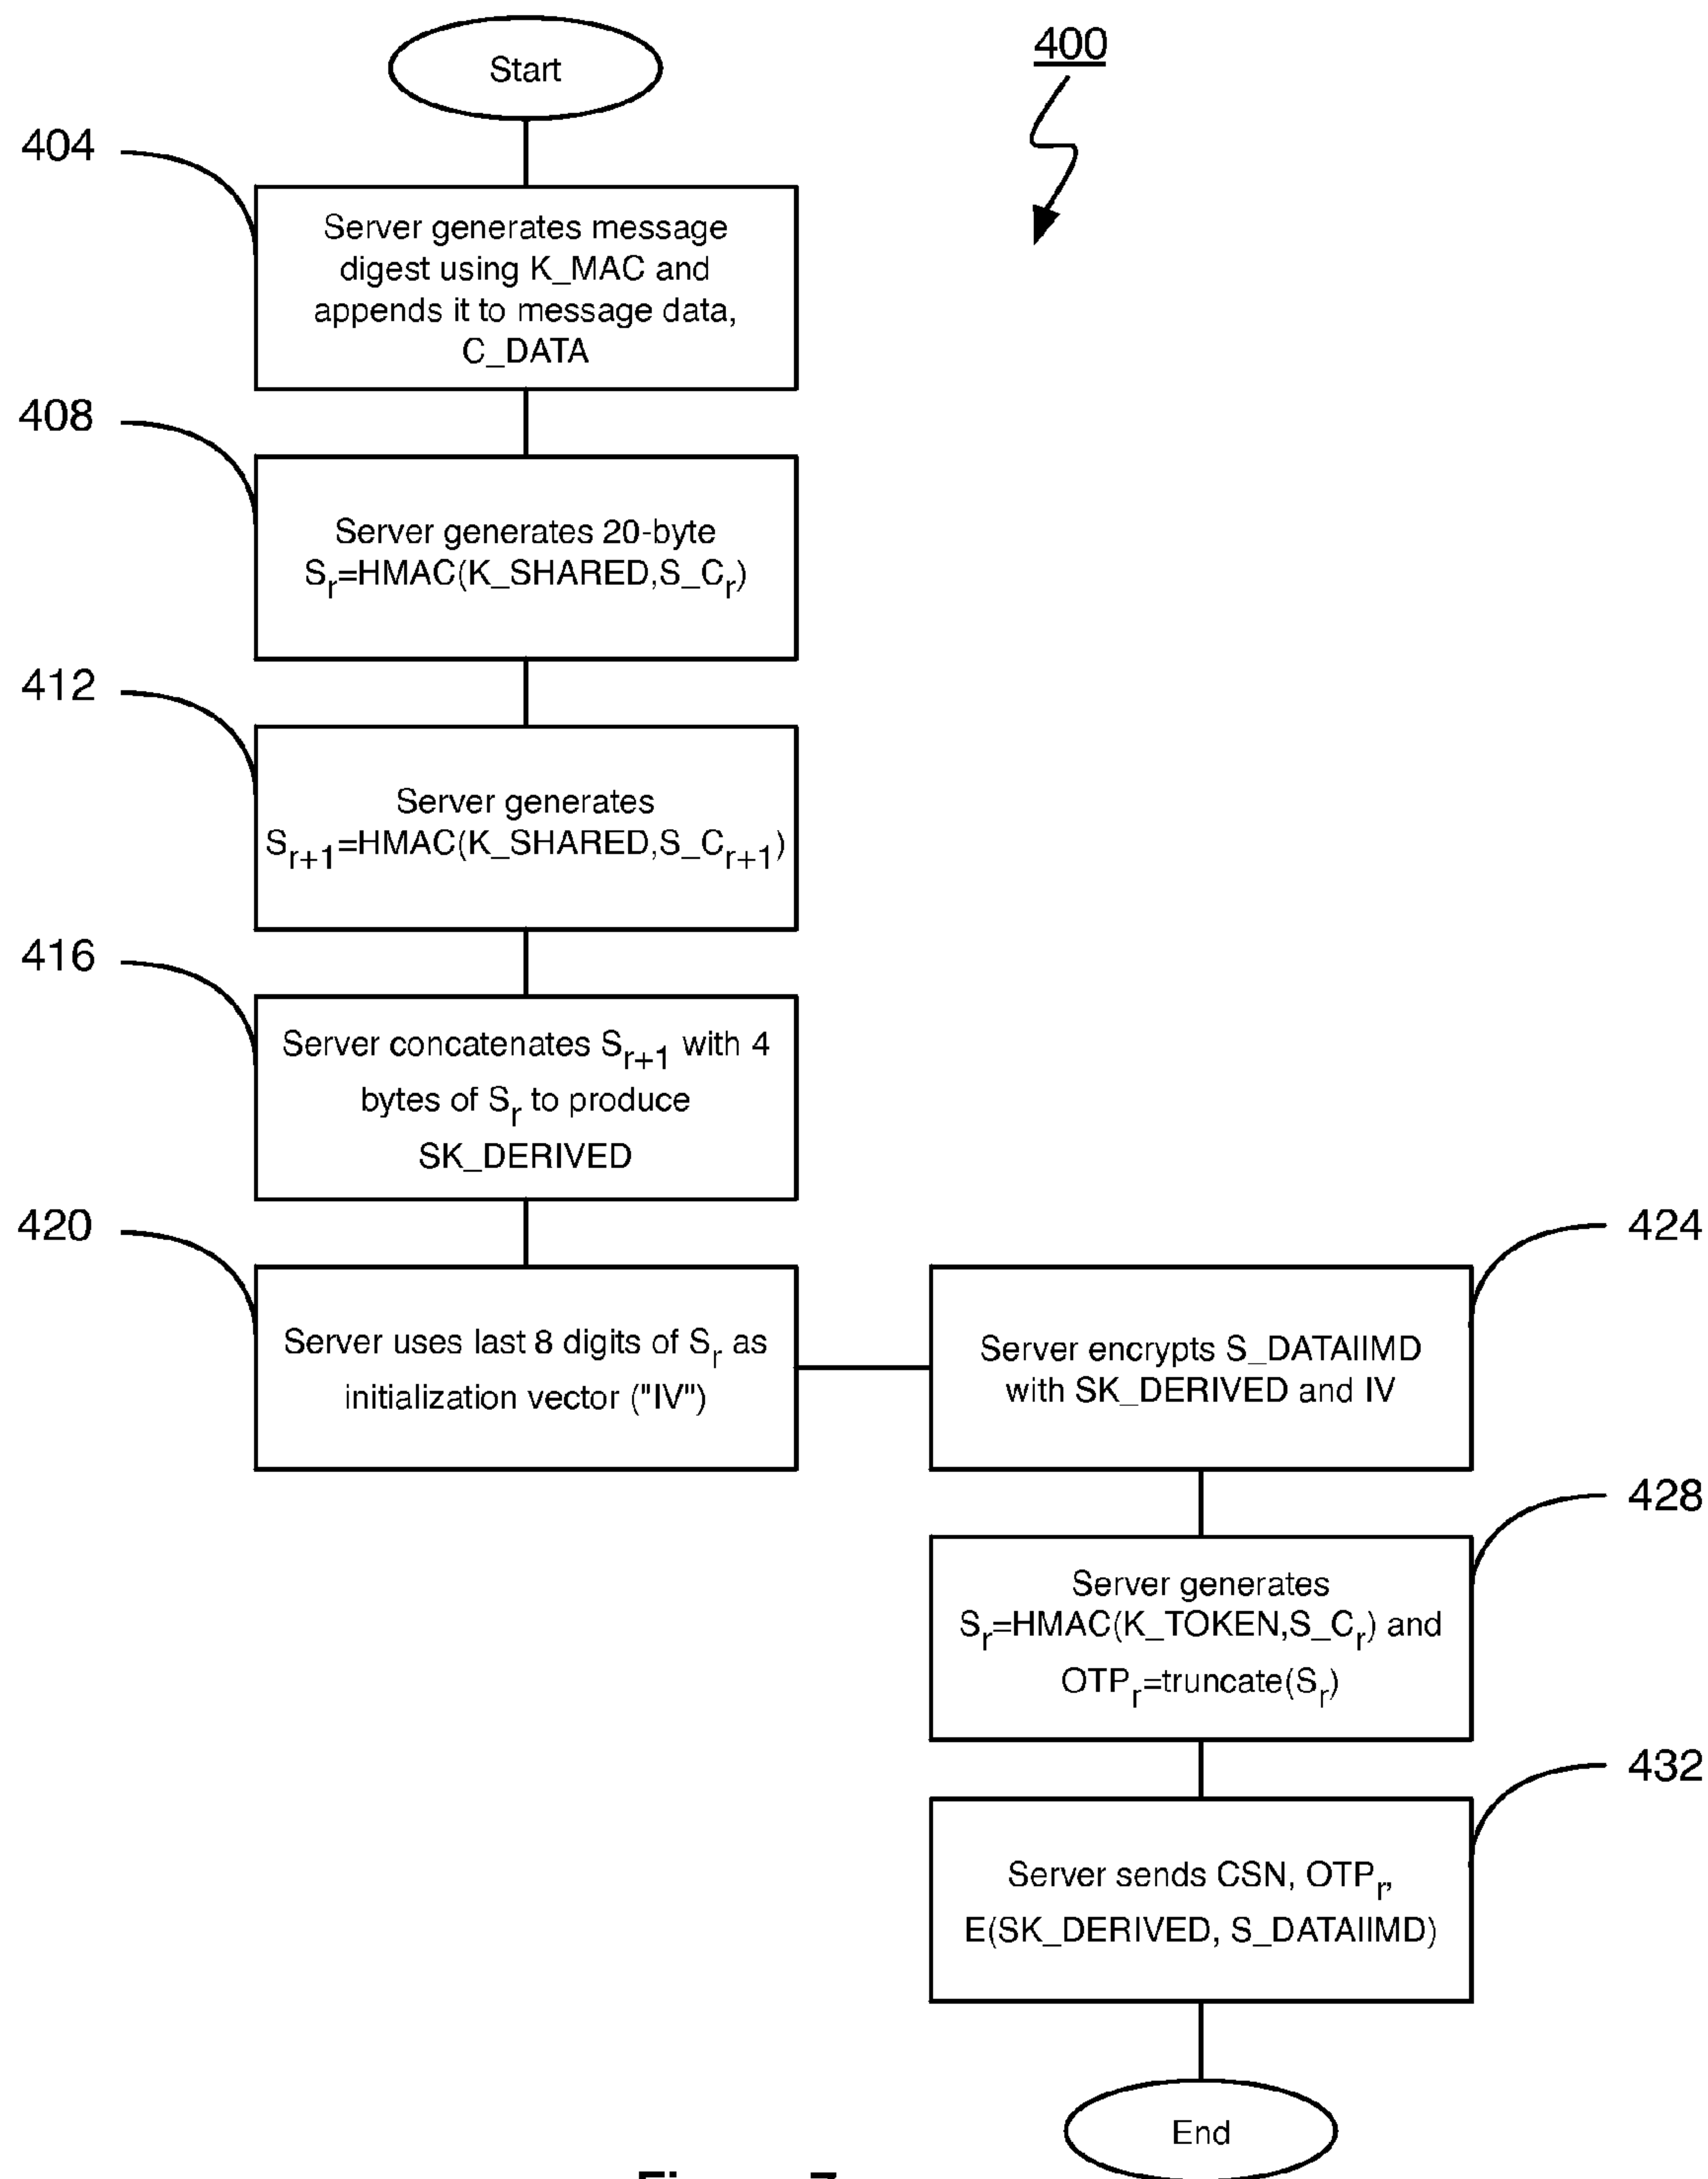 Start
400
404
Server generates message
digest using K_MAC and
appends it to message data,
C_DATA
408
Server generates 20-byte
Sr=HMAC(K_SHARED,S_Cr)
412
Server generates
Sr+1=HMAC(K_SHARED,S_Cr+1)
416
Server concatenates Sr+1 with 4
bytes of Sr to produce
SK_DERIVED
420
Server uses last 8 digits of Sr as
initialization vector ("IV")
424
Server encrypts S_DATAIIMD
with SK_DERIVED and IV
428
Server generates
Sr=HMAC(K_TOKEN,S_Cr) and
OTPr=truncate(Sr)
432
Server sends CSN, OTPr,
E(SK_DERIVED, S_DATAIIMD)
End